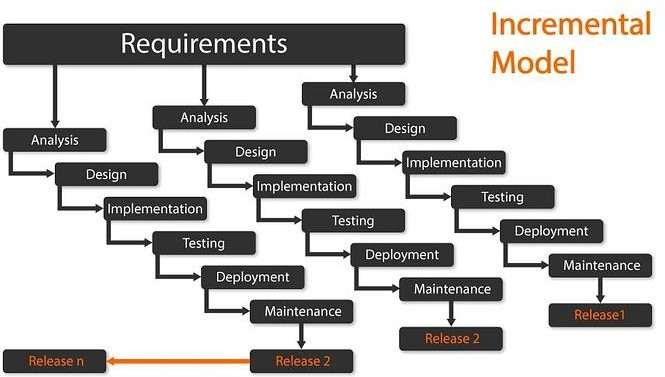 Incremental
Model
Requirements
Analysis
Design
Implementation
Testing
Deployment
Maintenance
Release 2
Release n
Analysis
Design
Implementation
Testing
Deployment
Maintenance
Release 2
Analysis
Design
Implementation
Testing
Deployment
Maintenance
Release1